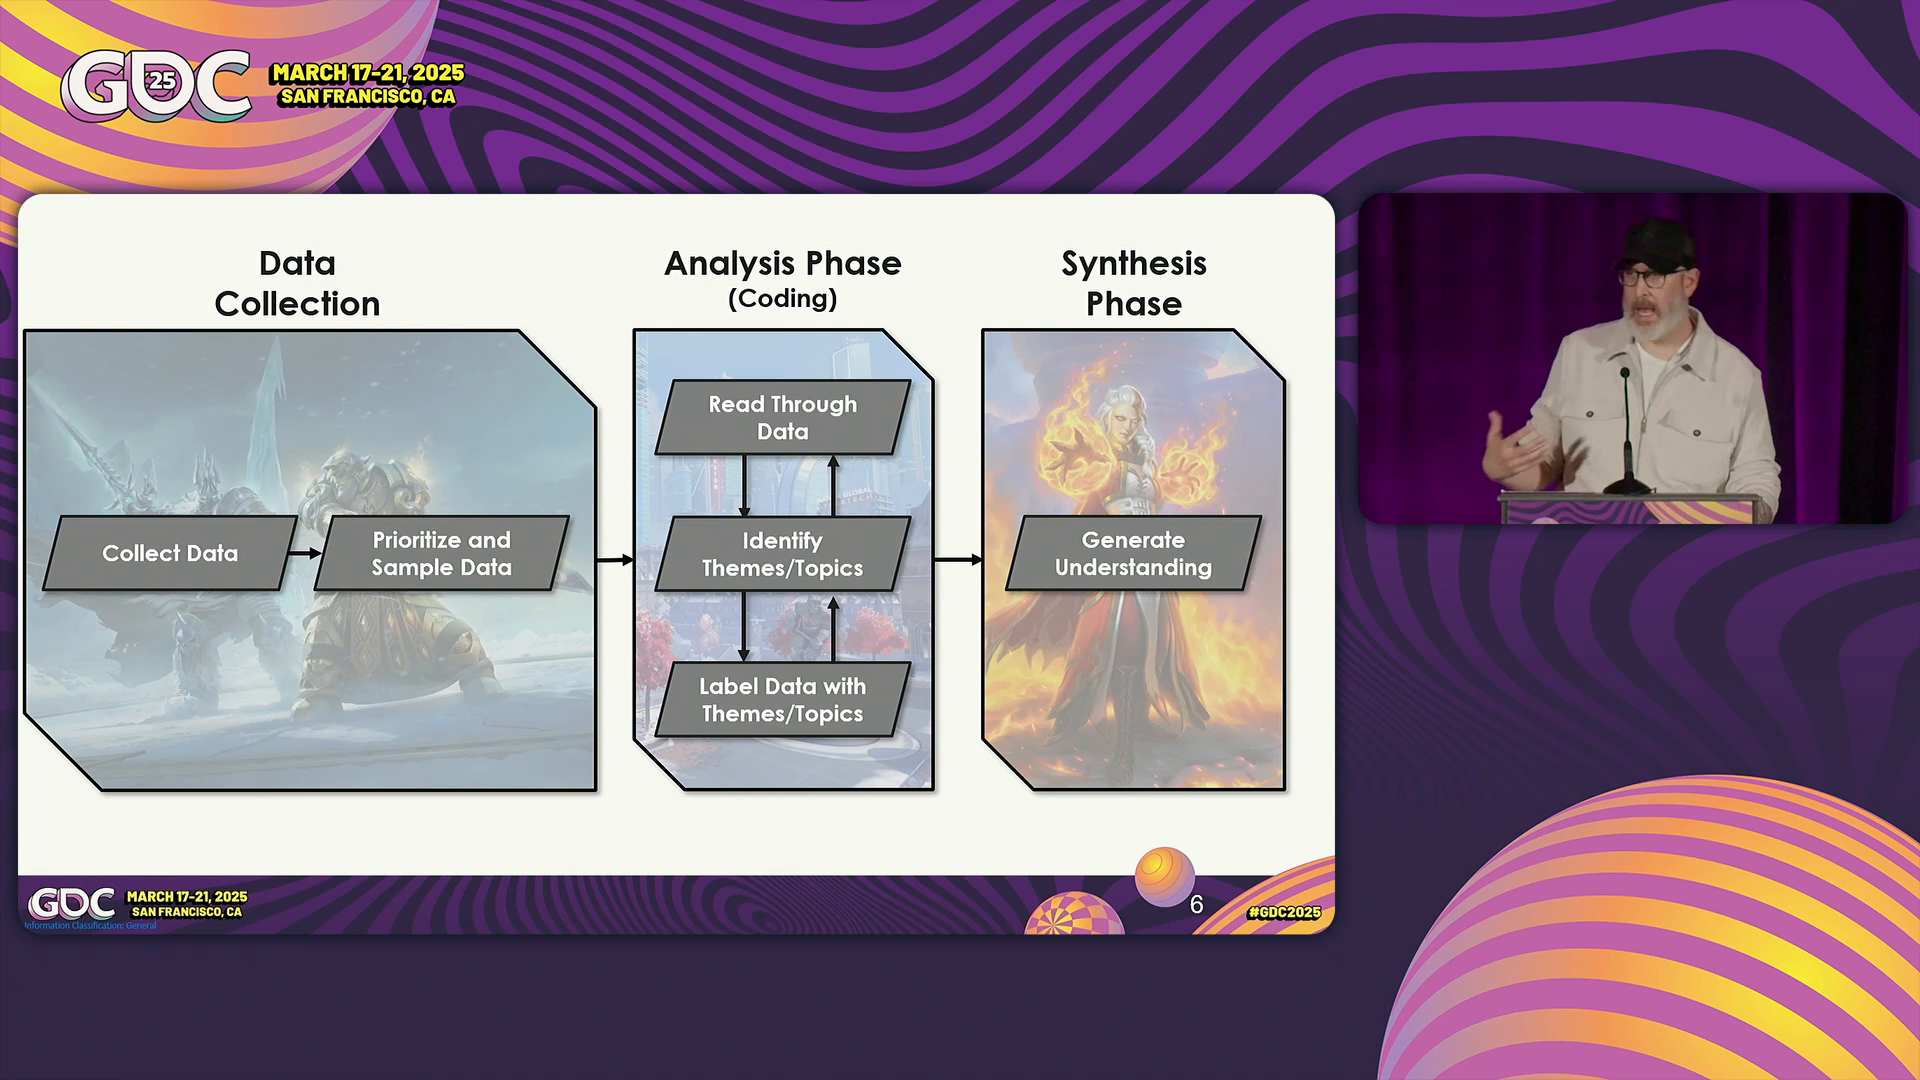 GDC
25
MARCH 17-21, 2025
SAN FRANCISCO, CA
Data
Collection
Analysis Phase
(Coding)
Synthesis
Phase
Collect Data
Prioritize and
Sample Data
Read Through
Data
Identify
Themes/Topics
Label Data with
Themes/Topics
Generate
Understanding
GDC
MARCH 17-21, 2025
SAN FRANCISCO, CA
Information Classification: General
6
#GDC2025